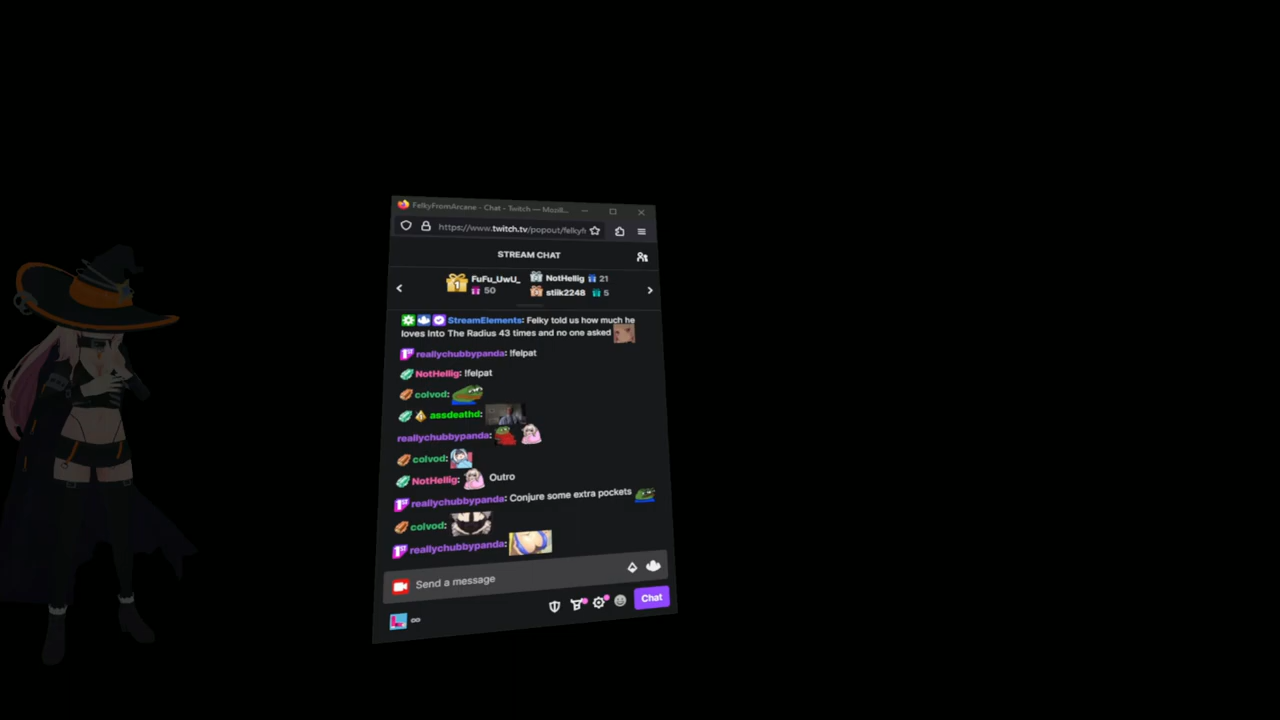 FelkyFromArcane - Chat - Twitch — Mozill...
https://www.twitch.tv/popout/felkyfr
STREAM CHAT
1 FuFu_UwU_ 50
NotHellig 21
stiik2248 5
StreamElements: Felky told us how much he
loves Into The Radius 43 times and no one asked
reallychubbypanda: !felpat
NotHellig: !felpat
colvod:
assdeathd:
reallychubbypanda:
colvod:
NotHellig: Outro
reallychubbypanda: Conjure some extra pockets
colvod:
reallychubbypanda:
Send a message
∞
Chat